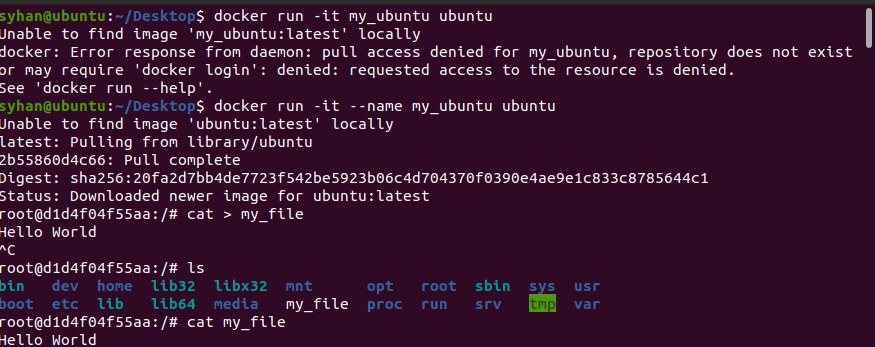 syhan@ubuntu:~/Desktop$ docker run -it my_ubuntu ubuntu
Unable to find image 'my_ubuntu:latest' locally
docker: Error response from daemon: pull access denied for my_ubuntu, repository does not exist
or may require 'docker login': denied: requested access to the resource is denied.
See 'docker run --help'.
syhan@ubuntu:~/Desktop$ docker run -it --name my_ubuntu ubuntu
Unable to find image 'ubuntu:latest' locally
latest: Pulling from library/ubuntu
2b55860d4c66: Pull complete
Digest: sha256:20fa2d7bb4de7723f542be5923b06c4d704370f0390e4ae9e1c833c8785644c1
Status: Downloaded newer image for ubuntu:latest
root@d1d4f04f55aa:/# cat > my_file
Hello World
^C
root@d1d4f04f55aa:/# ls
bin dev home lib32 libx32 mnt opt root sbin sys usr
boot etc lib lib64 media my_file proc run srv tmp var
root@d1d4f04f55aa:/# cat my_file
Hello World